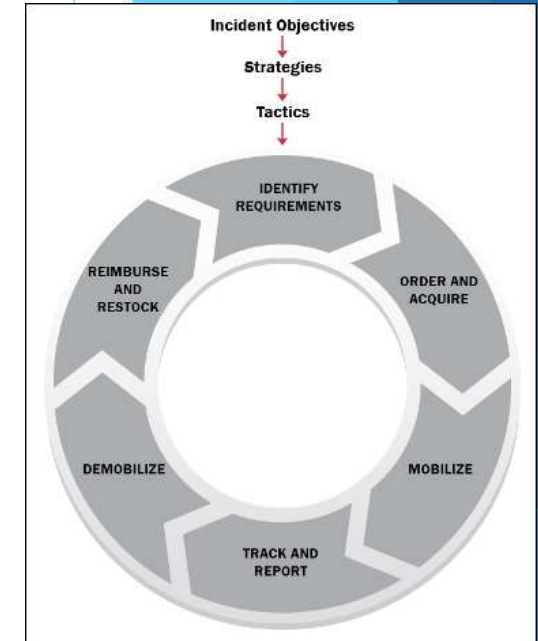 Incident Objectives
Strategies
Tactics
IDENTIFY
REQUIREMENTS
ORDER AND
ACQUIRE
MOBILIZE
TRACK AND
REPORT
DEMOBILIZE
REIMBURSE
AND
RESTOCK